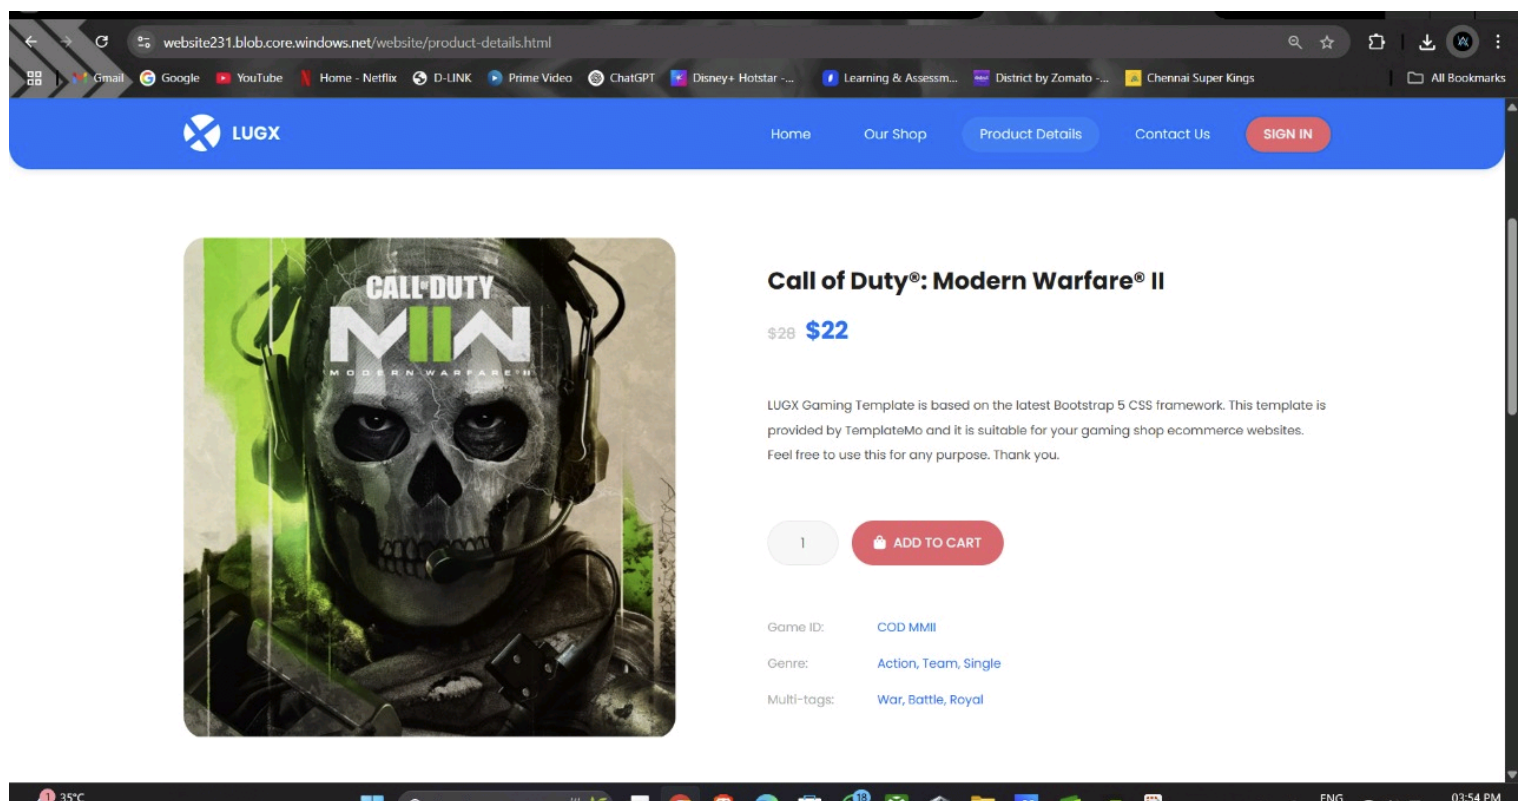 website231.blob.core.windows.net/website/product-details.html
Gmail Google YouTube Home - Netflix D-LINK Prime Video ChatGPT Disney+ Hotstar -... Learning & Assessm... District by Zomato -... Chennai Super Kings All Bookmarks
LUGX Home Our Shop Product Details Contact Us SIGN IN
CALL OF DUTY
MIIW
MODERN WARFARE II
Call of Duty®: Modern Warfare® II
$28 $22
LUGX Gaming Template is based on the latest Bootstrap 5 CSS framework. This template is
provided by TemplateMo and it is suitable for your gaming shop ecommerce websites.
Feel free to use this for any purpose. Thank you.
1 ADD TO CART
Game ID: COD MMII
Genre: Action, Team, Single
Multi-tags: War, Battle, Royal
1 35°C 18 ENG 03:54 PM